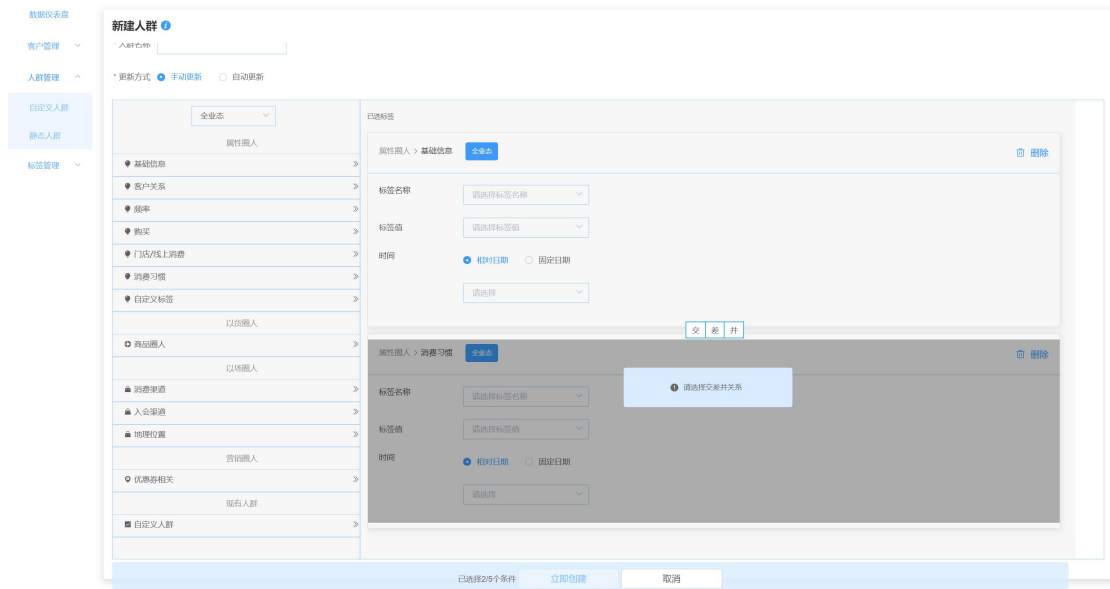 数据仪表盘
客户管理
人群管理
自定义人群
静态人群
标签管理
新建人群
* 人群名称
* 更新方式 手动更新 自动更新
全业态
属性圈人
基础信息
客户关系
频率
购买
门店/线上消费
消费习惯
自定义标签
以货圈人
商品圈人
以场圈人
消费渠道
入会渠道
地理位置
营销圈人
优惠券相关
现有人群
自定义人群
已选标签
属性圈人 > 基础信息 全业态 删除
标签名称 请选择标签名称
标签值 请选择标签值
时间 相对日期 固定日期
请选择
交 差 并
属性圈人 > 消费习惯 全业态 删除
请选择交差并关系
标签名称 请选择标签名称
标签值 请选择标签值
时间 相对日期 固定日期
请选择
已选择2/5个条件 立即创建 取消